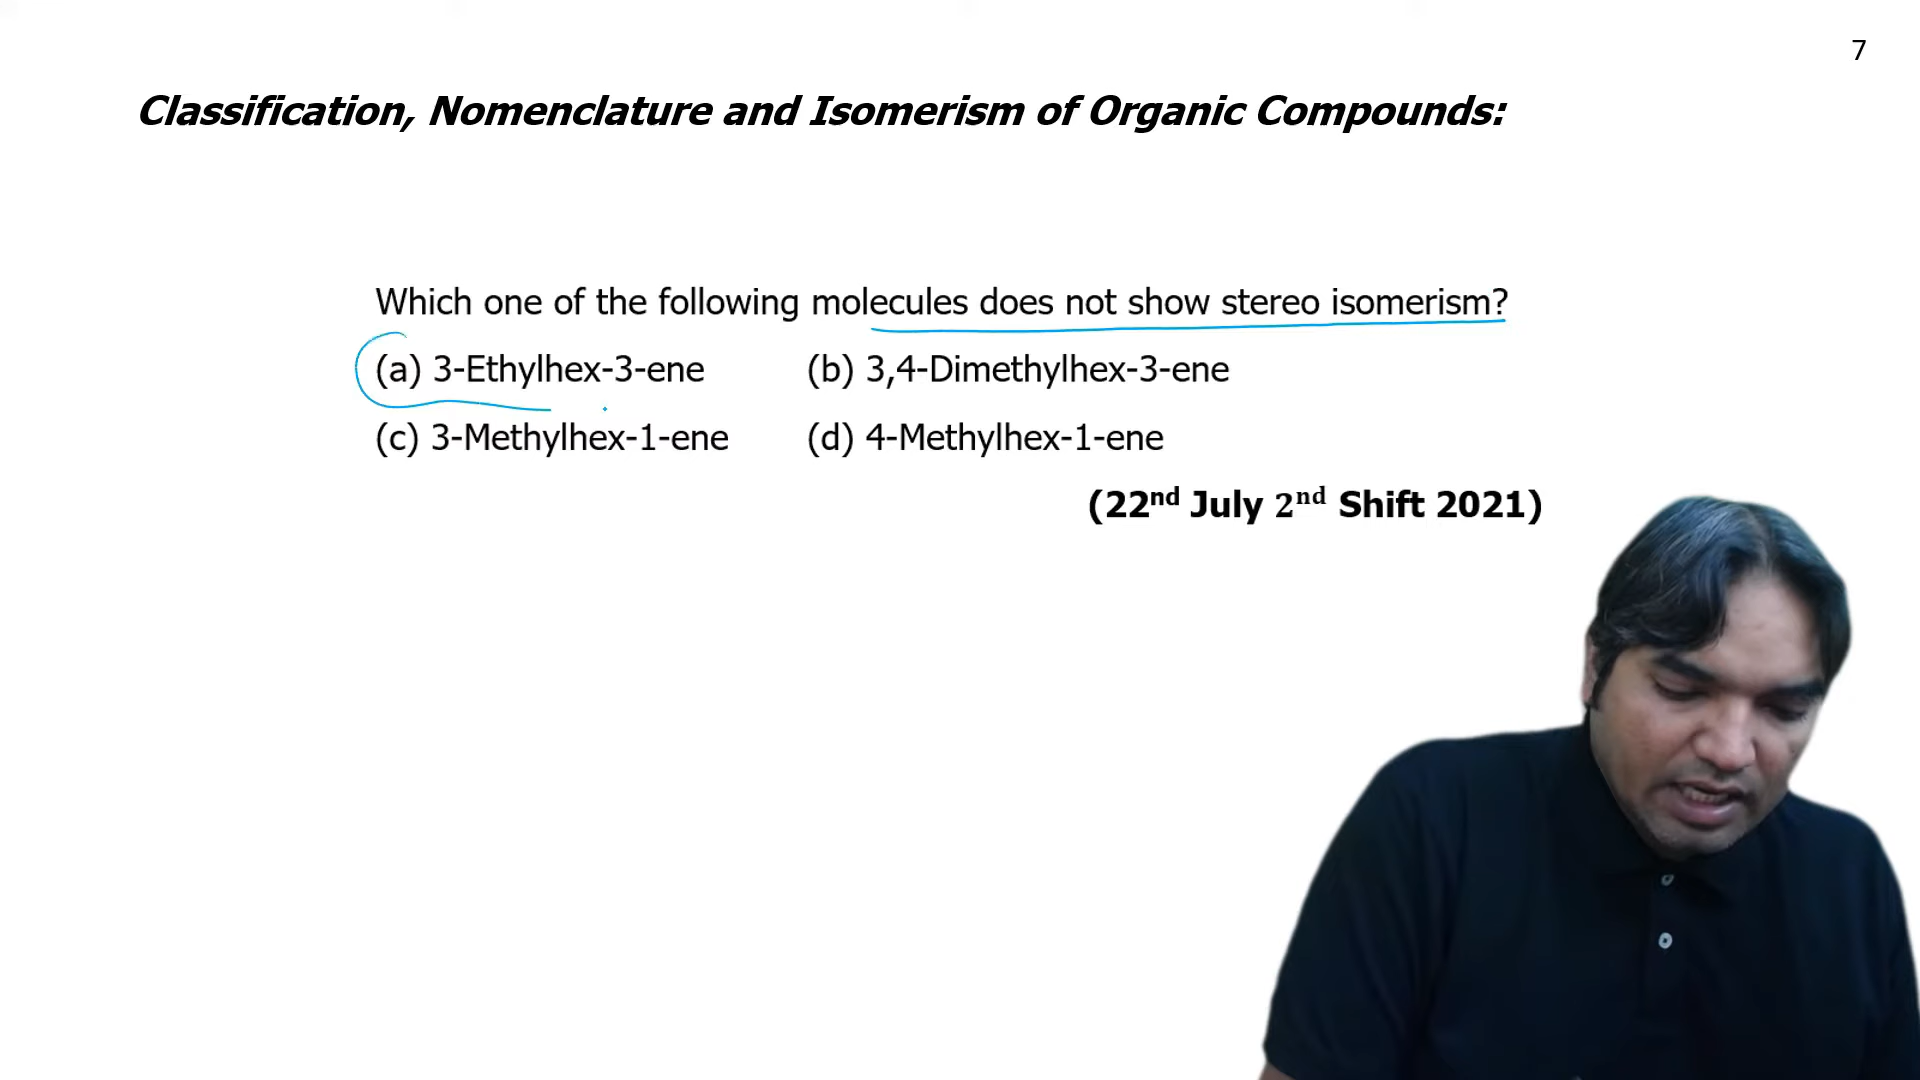 7
Classification, Nomenclature and Isomerism of Organic Compounds:
Which one of the following molecules does not show stereo isomerism?
(a) 3-Ethylhex-3-ene (b) 3,4-Dimethylhex-3-ene
(c) 3-Methylhex-1-ene (d) 4-Methylhex-1-ene
(22nd July 2nd Shift 2021)